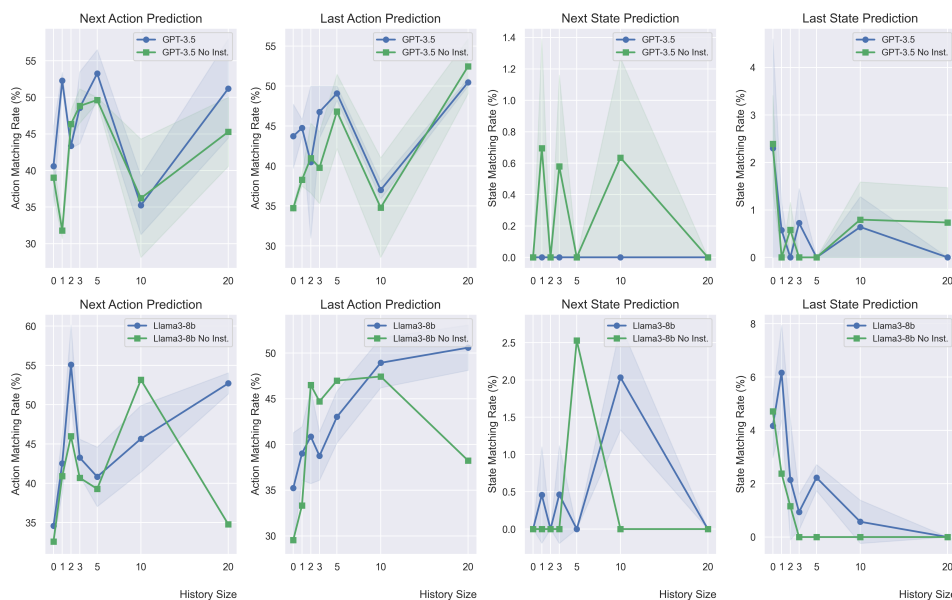 Next Action Prediction
Action Matching Rate (%)
GPT-3.5
GPT-3.5 No Inst.
55
50
45
40
35
30
0 1 2 3 5 10 20
Last Action Prediction
Action Matching Rate (%)
GPT-3.5
GPT-3.5 No Inst.
55
50
45
40
35
30
0 1 2 3 5 10 20
Next State Prediction
State Matching Rate (%)
GPT-3.5
GPT-3.5 No Inst.
1.4
1.2
1.0
0.8
0.6
0.4
0.2
0.0
0 1 2 3 5 10 20
Last State Prediction
State Matching Rate (%)
GPT-3.5
GPT-3.5 No Inst.
4
3
2
1
0
0 1 2 3 5 10 20
Next Action Prediction
Action Matching Rate (%)
Llama3-8b
Llama3-8b No Inst.
60
55
50
45
40
35
0 1 2 3 5 10 20
History Size
Last Action Prediction
Action Matching Rate (%)
Llama3-8b
Llama3-8b No Inst.
50
45
40
35
30
0 1 2 3 5 10 20
History Size
Next State Prediction
State Matching Rate (%)
Llama3-8b
Llama3-8b No Inst.
2.5
2.0
1.5
1.0
0.5
0.0
0 1 2 3 5 10 20
History Size
Last State Prediction
State Matching Rate (%)
Llama3-8b
Llama3-8b No Inst.
8
6
4
2
0
0 1 2 3 5 10 20
History Size